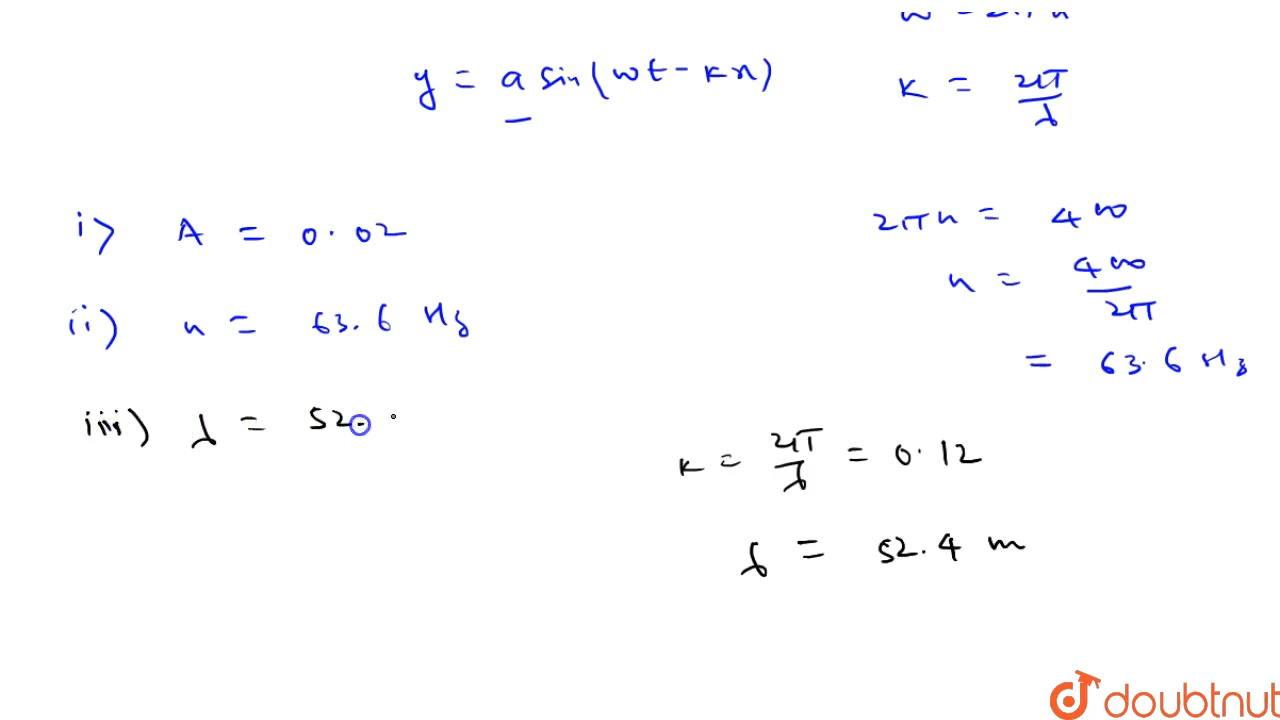 y = a sin(wt - kx)
k = 2π/λ
i> A = 0.02
2πn = 400
n = 400/2π
= 63.6 Hz
ii) n = 63.6 Hz
iii) λ = 52
k = 2π/λ = 0.12
λ = 52.4 m
doubtnut